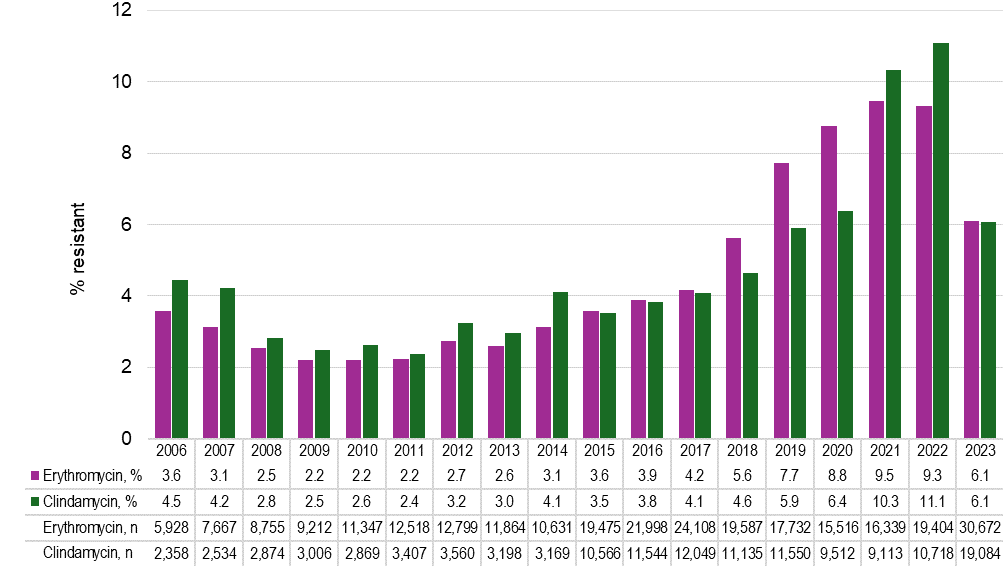 12
10
8
6
4
2
0
% resistant
2006 2007 2008 2009 2010 2011 2012 2013 2014 2015 2016 2017 2018 2019 2020 2021 2022 2023
Erythromycin, % 3.6 3.1 2.5 2.2 2.2 2.2 2.7 2.6 3.1 3.6 3.9 4.2 5.6 7.7 8.8 9.5 9.3 6.1
Clindamycin, % 4.5 4.2 2.8 2.5 2.6 2.4 3.2 3.0 4.1 3.5 3.8 4.1 4.6 5.9 6.4 10.3 11.1 6.1
Erythromycin, n 5,928 7,667 8,755 9,212 11,347 12,518 12,799 11,864 10,631 19,475 21,998 24,108 19,587 17,732 15,516 16,339 19,404 30,672
Clindamycin, n 2,358 2,534 2,874 3,006 2,869 3,407 3,560 3,198 3,169 10,566 11,544 12,049 11,135 11,550 9,512 9,113 10,718 19,084